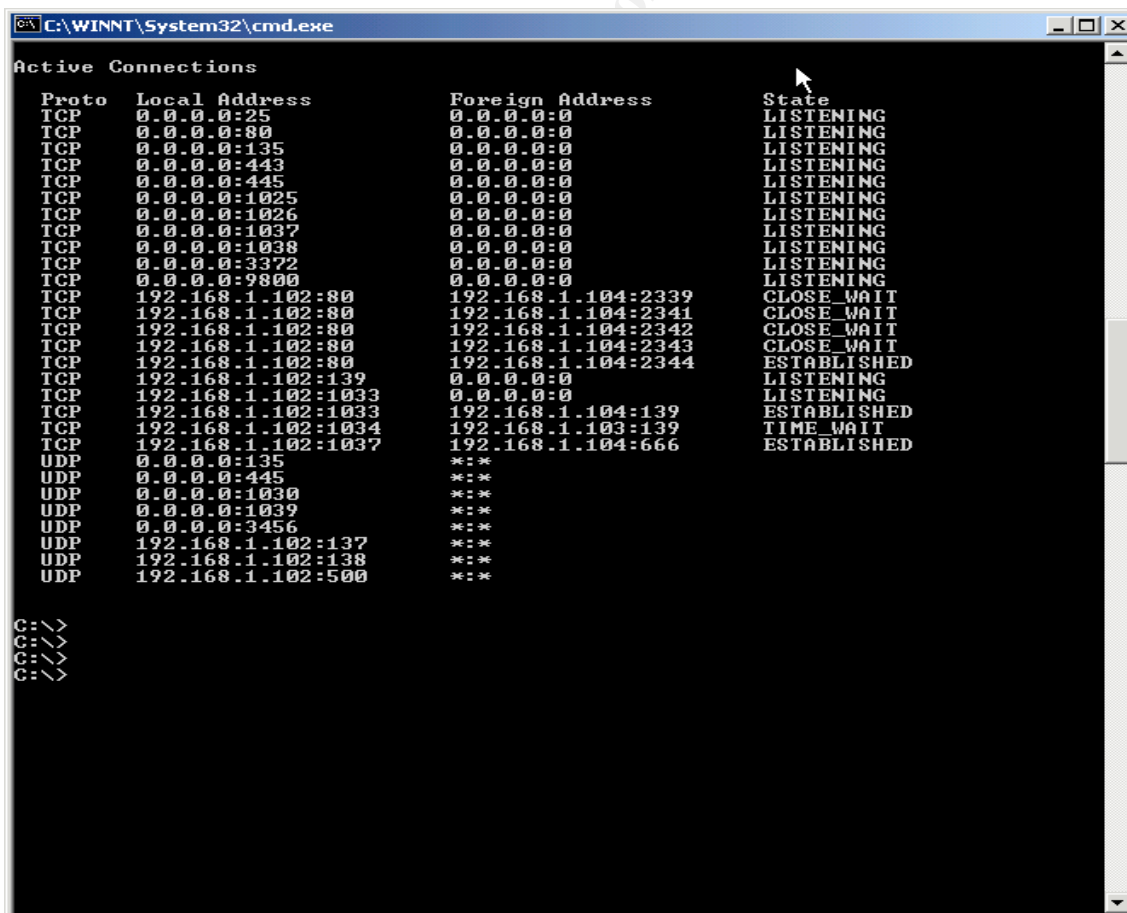 C:\WINNT\System32\cmd.exe
Active Connections
Proto Local Address Foreign Address State
TCP 0.0.0.0:25 0.0.0.0:0 LISTENING
TCP 0.0.0.0:80 0.0.0.0:0 LISTENING
TCP 0.0.0.0:135 0.0.0.0:0 LISTENING
TCP 0.0.0.0:443 0.0.0.0:0 LISTENING
TCP 0.0.0.0:445 0.0.0.0:0 LISTENING
TCP 0.0.0.0:1025 0.0.0.0:0 LISTENING
TCP 0.0.0.0:1026 0.0.0.0:0 LISTENING
TCP 0.0.0.0:1037 0.0.0.0:0 LISTENING
TCP 0.0.0.0:1038 0.0.0.0:0 LISTENING
TCP 0.0.0.0:3372 0.0.0.0:0 LISTENING
TCP 0.0.0.0:9800 0.0.0.0:0 LISTENING
TCP 192.168.1.102:80 192.168.1.104:2339 CLOSE_WAIT
TCP 192.168.1.102:80 192.168.1.104:2341 CLOSE_WAIT
TCP 192.168.1.102:80 192.168.1.104:2342 CLOSE_WAIT
TCP 192.168.1.102:80 192.168.1.104:2343 CLOSE_WAIT
TCP 192.168.1.102:80 192.168.1.104:2344 ESTABLISHED
TCP 192.168.1.102:139 0.0.0.0:0 LISTENING
TCP 192.168.1.102:1033 0.0.0.0:0 LISTENING
TCP 192.168.1.102:1033 192.168.1.104:139 ESTABLISHED
TCP 192.168.1.102:1034 192.168.1.103:139 TIME_WAIT
TCP 192.168.1.102:1037 192.168.1.104:666 ESTABLISHED
UDP 0.0.0.0:135 *:*
UDP 0.0.0.0:445 *:*
UDP 0.0.0.0:1030 *:*
UDP 0.0.0.0:1039 *:*
UDP 0.0.0.0:3456 *:*
UDP 192.168.1.102:137 *:*
UDP 192.168.1.102:138 *:*
UDP 192.168.1.102:500 *:*
C:\>
C:\>
C:\>
C:\>